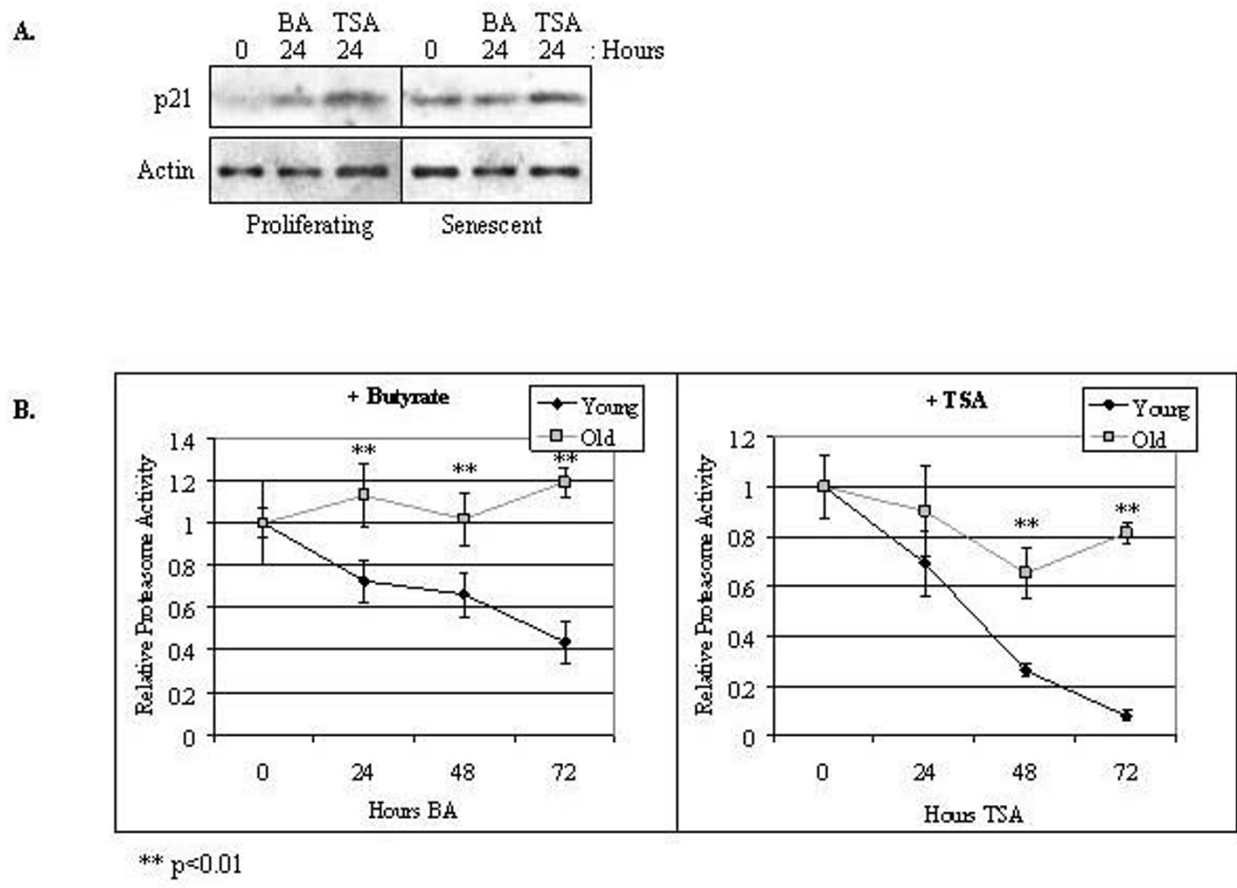 A.
BA TSA BA TSA
0 24 24 0 24 24 : Hours
p21
Actin
Proliferating Senescent
B.
+ Butyrate
Young
Old
Relative Proteasome Activity
1.4
1.2
1
0.8
0.6
0.4
0.2
0
** ** **
0 24 48 72
Hours BA
+ TSA
Young
Old
Relative Proteasome Activity
1.2
1
0.8
0.6
0.4
0.2
0
** **
0 24 48 72
Hours TSA
** p<0.01